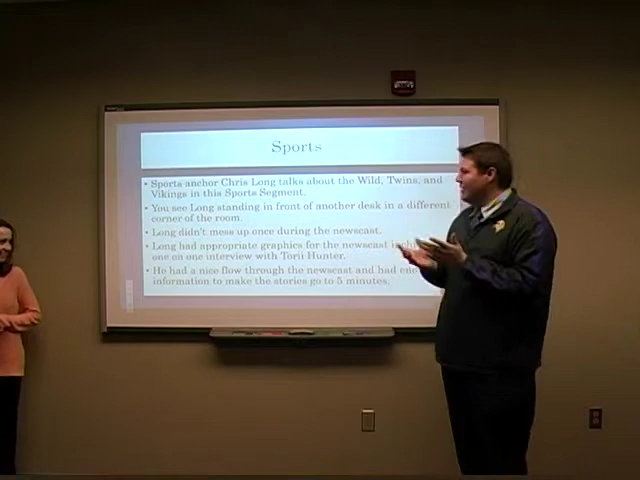 Sports
• Sports anchor Chris Long talks about the Wild, Twins, and
Vikings in this Sports Segment.
• You see Long standing in front of another desk in a different
corner of the room.
• Long didn't mess up once during the newscast.
• Long had appropriate graphics for the newscast
one on one interview with Torii Hunter.
• He had a nice flow through the newscast and had
information to make the stories go to 5 minutes.